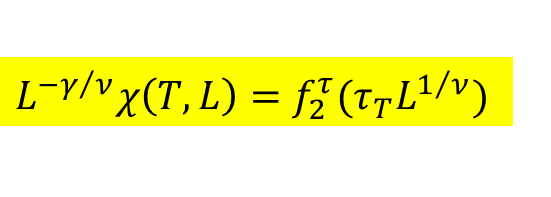 L^{-γ/ν}χ(T, L) = f_2^τ(τ_T L^{1/ν})